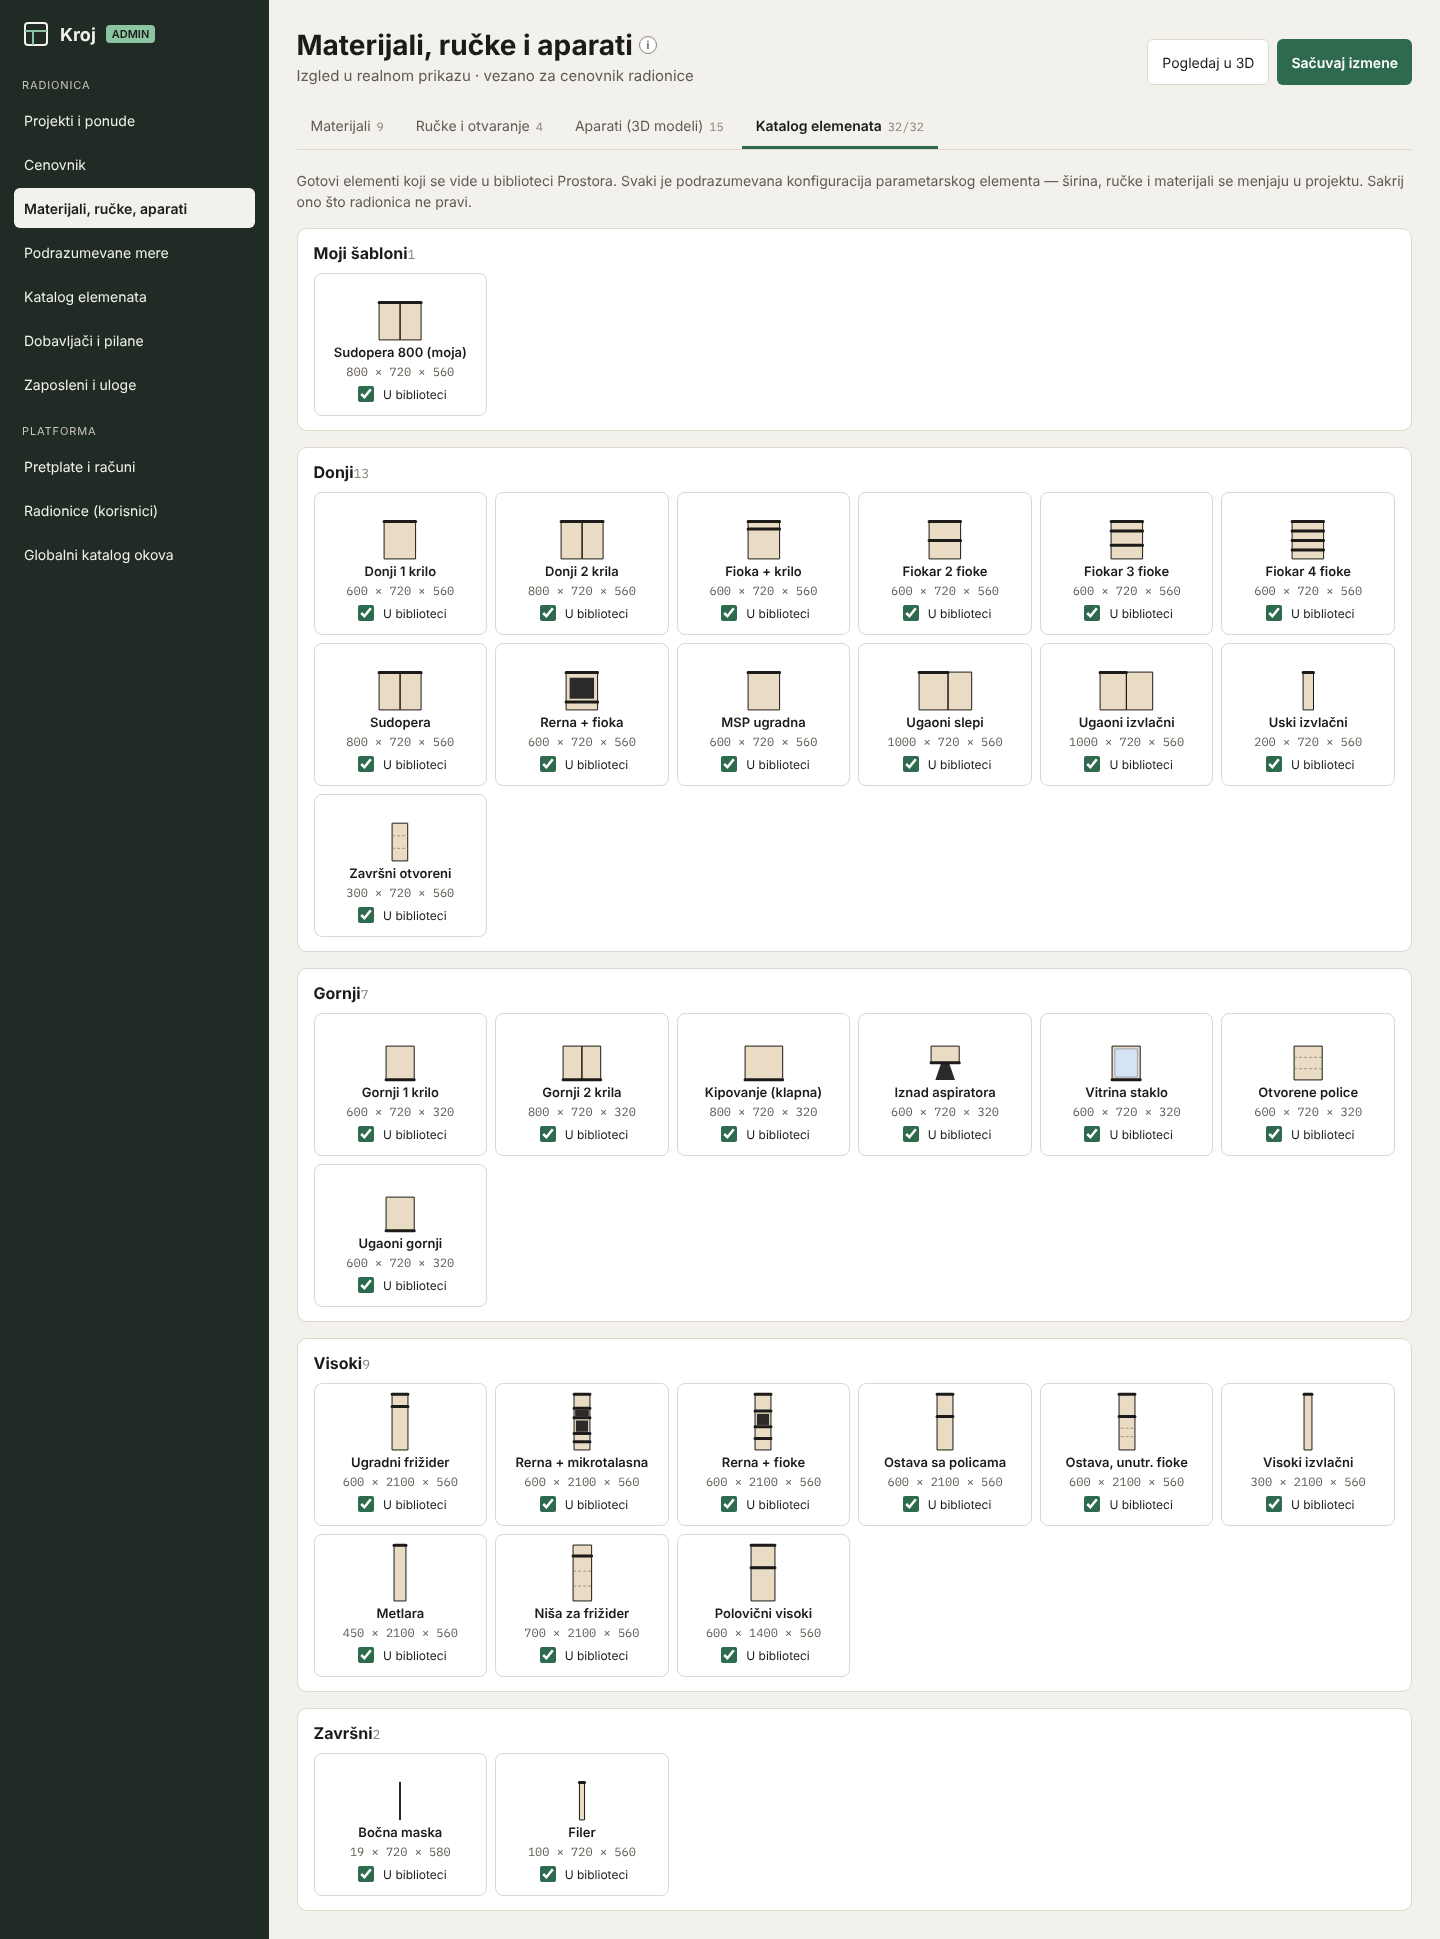 Kroj ADMIN
RADIONICA
Projekti i ponude
Cenovnik
Materijali, ručke, aparati
Podrazumevane mere
Katalog elemenata
Dobavljači i pilane
Zaposleni i uloge
PLATFORMA
Pretplate i računi
Radionice (korisnici)
Globalni katalog okova
Materijali, ručke i aparati i
Izgled u realnom prikazu · vezano za cenovnik radionice
Pogledaj u 3D
Sačuvaj izmene
Materijali 9 Ručke i otvaranje 4 Aparati (3D modeli) 15 Katalog elemenata 32/32
Gotovi elementi koji se vide u biblioteci Prostora. Svaki je podrazumevana konfiguracija parametarskog elementa — širina, ručke i materijali se menjaju u projektu. Sakrij
ono što radionica ne pravi.
Moji šabloni1
Sudopera 800 (moja)
800 × 720 × 560
U biblioteci
Donji13
Donji 1 krilo Donji 2 krila Fioka + krilo Fiokar 2 fioke Fiokar 3 fioke Fiokar 4 fioke
600 × 720 × 560 800 × 720 × 560 600 × 720 × 560 600 × 720 × 560 600 × 720 × 560 600 × 720 × 560
U biblioteci U biblioteci U biblioteci U biblioteci U biblioteci U biblioteci
Sudopera Rerna + fioka MSP ugradna Ugaoni slepi Ugaoni izvlačni Uski izvlačni
800 × 720 × 560 600 × 720 × 560 600 × 720 × 560 1000 × 720 × 560 1000 × 720 × 560 200 × 720 × 560
U biblioteci U biblioteci U biblioteci U biblioteci U biblioteci U biblioteci
Završni otvoreni
300 × 720 × 560
U biblioteci
Gornji7
Gornji 1 krilo Gornji 2 krila Kipovanje (klapna) Iznad aspiratora Vitrina staklo Otvorene police
600 × 720 × 320 800 × 720 × 320 800 × 720 × 320 600 × 720 × 320 600 × 720 × 320 600 × 720 × 320
U biblioteci U biblioteci U biblioteci U biblioteci U biblioteci U biblioteci
Ugaoni gornji
600 × 720 × 320
U biblioteci
Visoki9
Ugradni frižider Rerna + mikrotalasna Rerna + fioke Ostava sa policama Ostava, unutr. fioke Visoki izvlačni
600 × 2100 × 560 600 × 2100 × 560 600 × 2100 × 560 600 × 2100 × 560 600 × 2100 × 560 300 × 2100 × 560
U biblioteci U biblioteci U biblioteci U biblioteci U biblioteci U biblioteci
Metlara Niša za frižider Polovični visoki
450 × 2100 × 560 700 × 2100 × 560 600 × 1400 × 560
U biblioteci U biblioteci U biblioteci
Završni2
Bočna maska Filer
19 × 720 × 580 100 × 720 × 560
U biblioteci U biblioteci